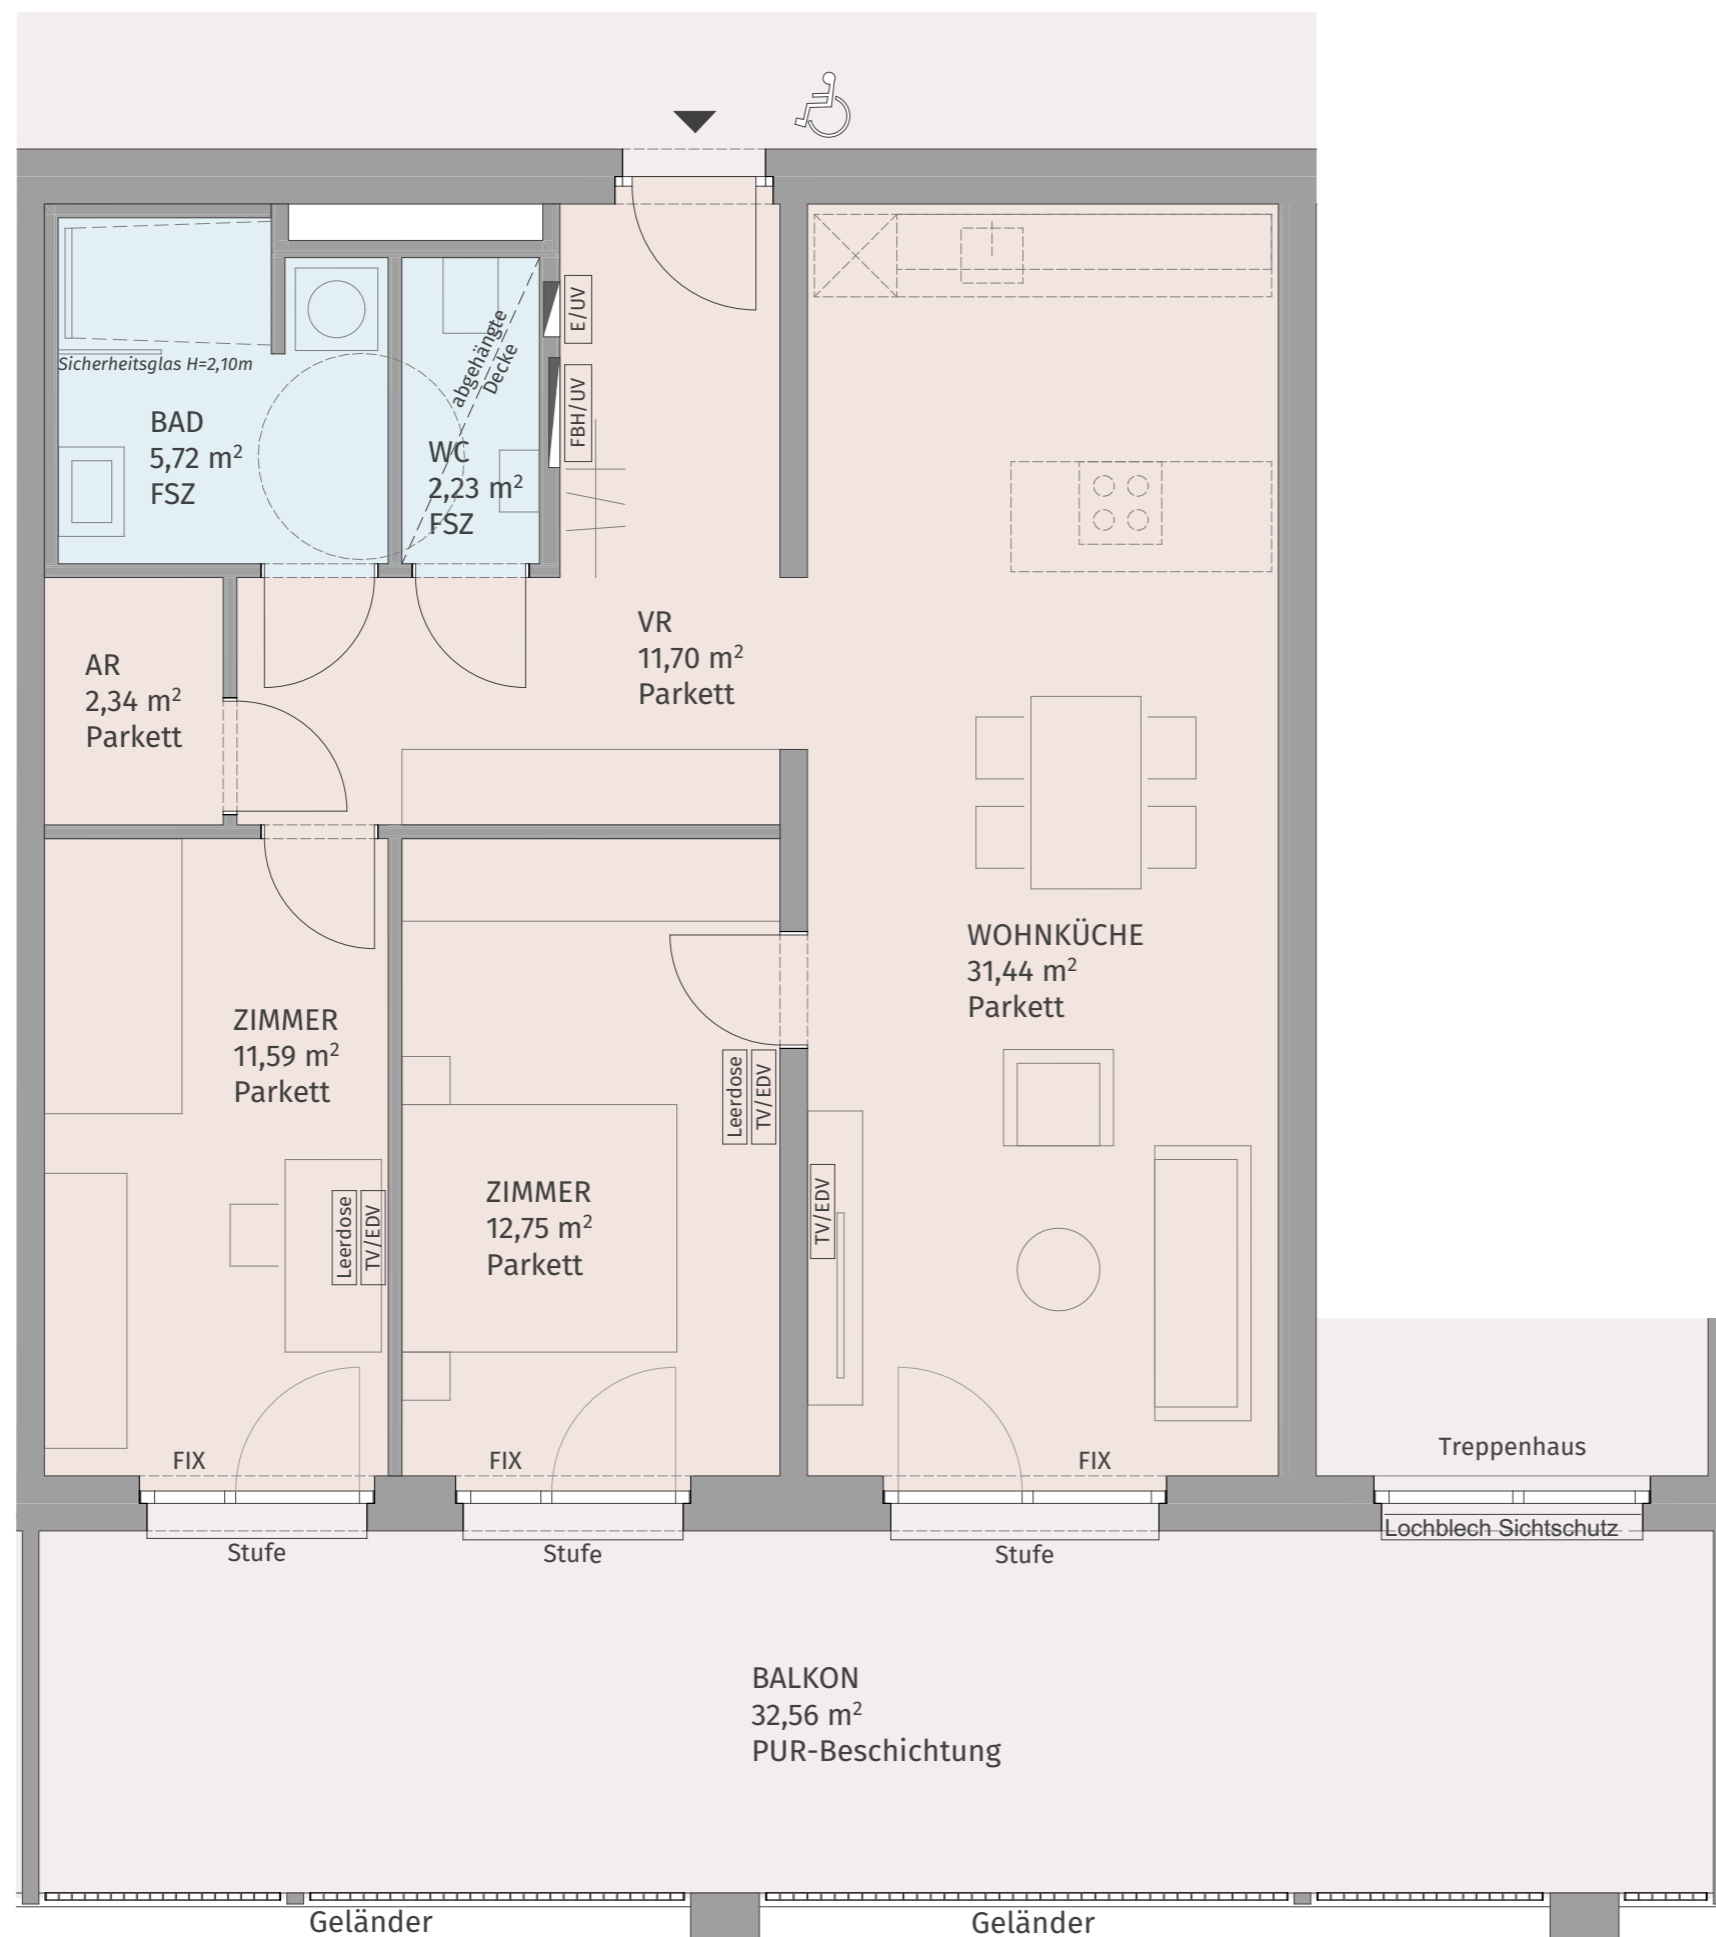 E/UV
abgehängte
Decke
Sicherheitsglas H=2,10m
FBH/UV
BAD
5,72 m²
FSZ
WC
2,23 m²
FSZ
VR
11,70 m²
Parkett
AR
2,34 m²
Parkett
WOHNKÜCHE
31,44 m²
Parkett
ZIMMER
11,59 m²
Parkett
Leerdose
TV/EDV
ZIMMER
12,75 m²
Parkett
Leerdose
TV/EDV
TV/EDV
FIX
FIX
FIX
Treppenhaus
Lochblech Sichtschutz
Stufe
Stufe
Stufe
BALKON
32,56 m²
PUR-Beschichtung
Geländer
Geländer